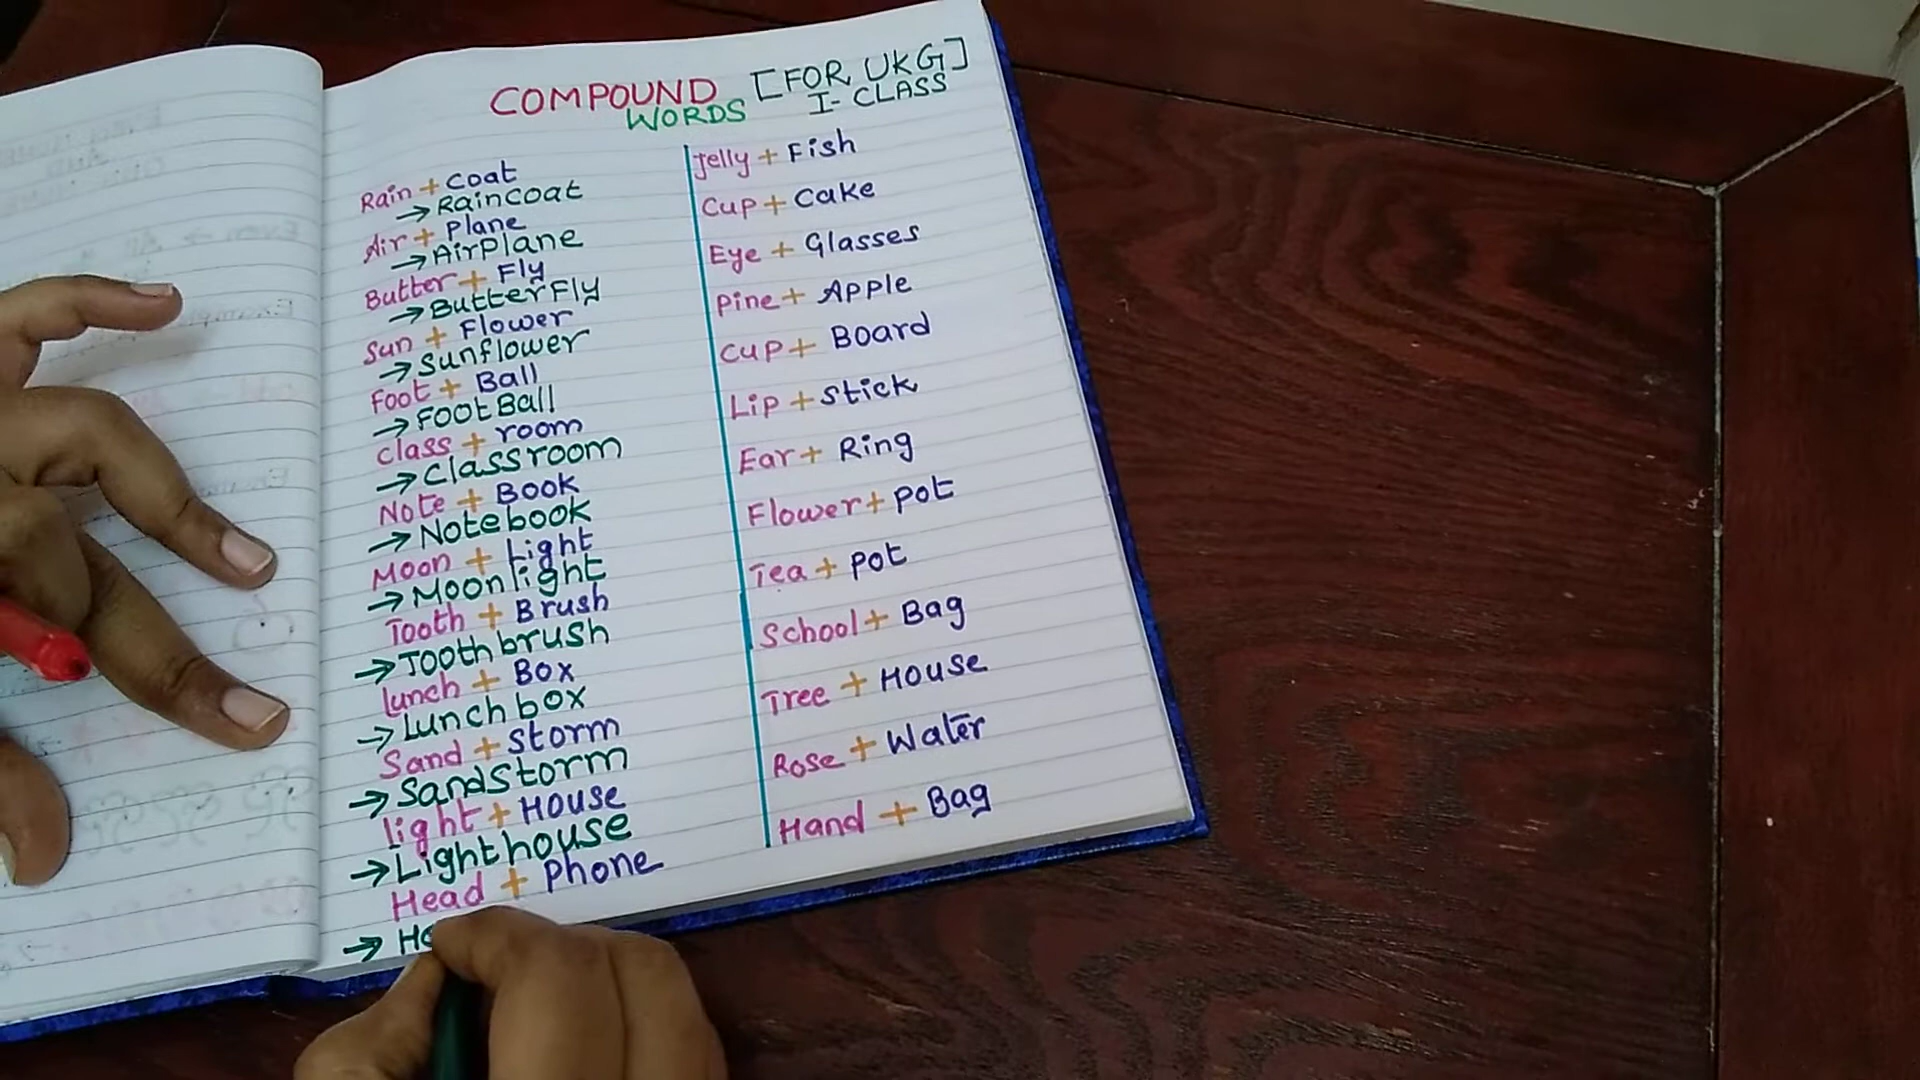 COMPOUND WORDS [FOR UKG]
I- CLASS
Rain + Coat
→ Raincoat
Air + Plane
→ AirPlane
Butter + Fly
→ ButterFly
Sun + Flower
→ Sunflower
Foot + Ball
→ FOOtBall
class + room
→ Classroom
Note + Book
→ Notebook
Moon + Light
→ Moonlight
Tooth + Brush
→ Toothbrush
lunch + Box
→ Lunchbox
Sand + Storm
→ Sandstorm
light + House
→ Lighthouse
Head + Phone
→ He
Jelly + Fish
Cup + Cake
Eye + Glasses
Pine + Apple
Cup + Board
Lip + Stick
Ear + Ring
Flower + Pot
Tea + Pot
School + Bag
Tree + House
Rose + Water
Hand + Bag